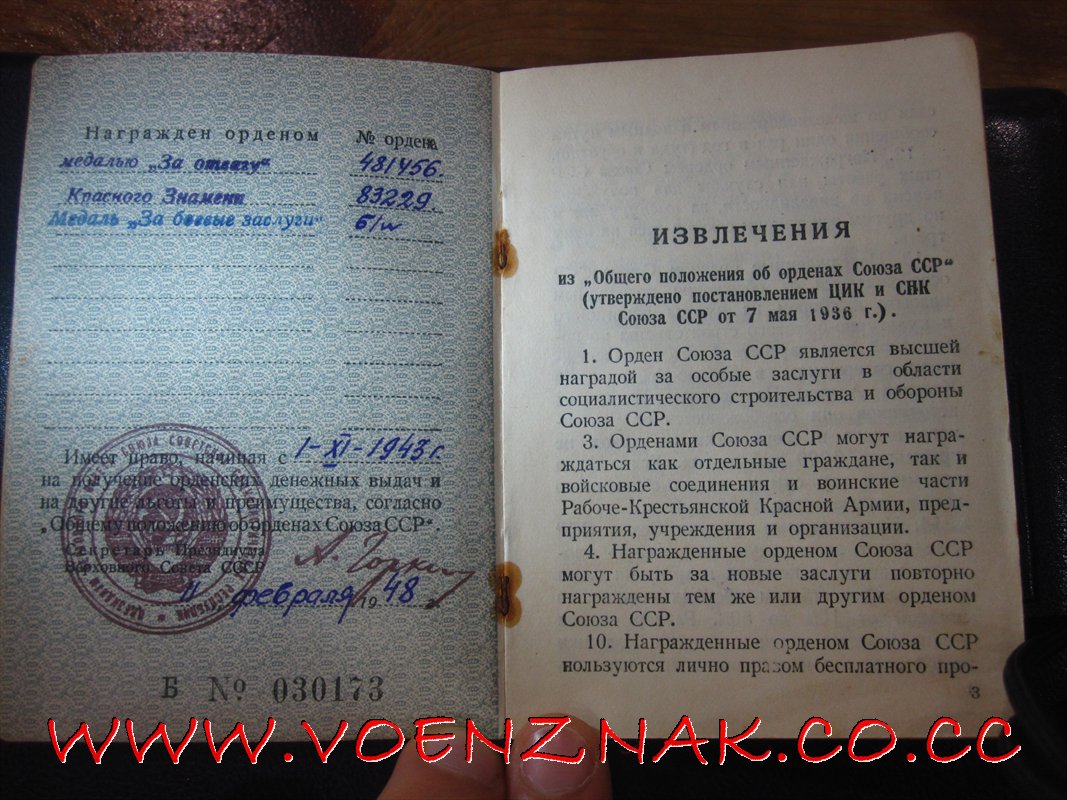 Награжден орденом № ордена
медалью „За отвагу“ 481456.
Красного Знамени 83229.
Медаль „За боевые заслуги“ б/н
Имеет право, начиная с 1-XI-1943 г.
на получение орденских денежных выдач и
на другие льготы и преимущества, согласно
„Общему положению об орденах Союза ССР“.
Секретарь Президиума
Верховного Совета СССР
А. Горкин
11 февраля 1948
Б № 030173
ИЗВЛЕЧЕНИЯ
из „Общего положения об орденах Союза ССР“
(утверждено постановлением ЦИК и СНК
Союза ССР от 7 мая 1936 г.).
1. Орден Союза ССР является высшей
наградой за особые заслуги в области
социалистического строительства и обороны
Союза ССР.
3. Орденами Союза ССР могут награ-
ждаться как отдельные граждане, так и
войсковые соединения и воинские части
Рабоче-Крестьянской Красной Армии, пред-
приятия, учреждения и организации.
4. Награжденные орденом Союза ССР
могут быть за новые заслуги повторно
награждены тем же или другим орденом
Союза ССР.
10. Награжденные орденом Союза ССР
пользуются лично правом бесплатного про-
3
WWW.VOENZNAK.CO.CC